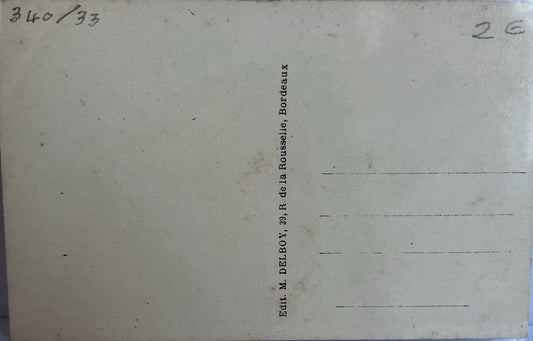 340/33
2 €
Edit. M. DELBOY, 39, R. de la Rousselle, Bordeaux